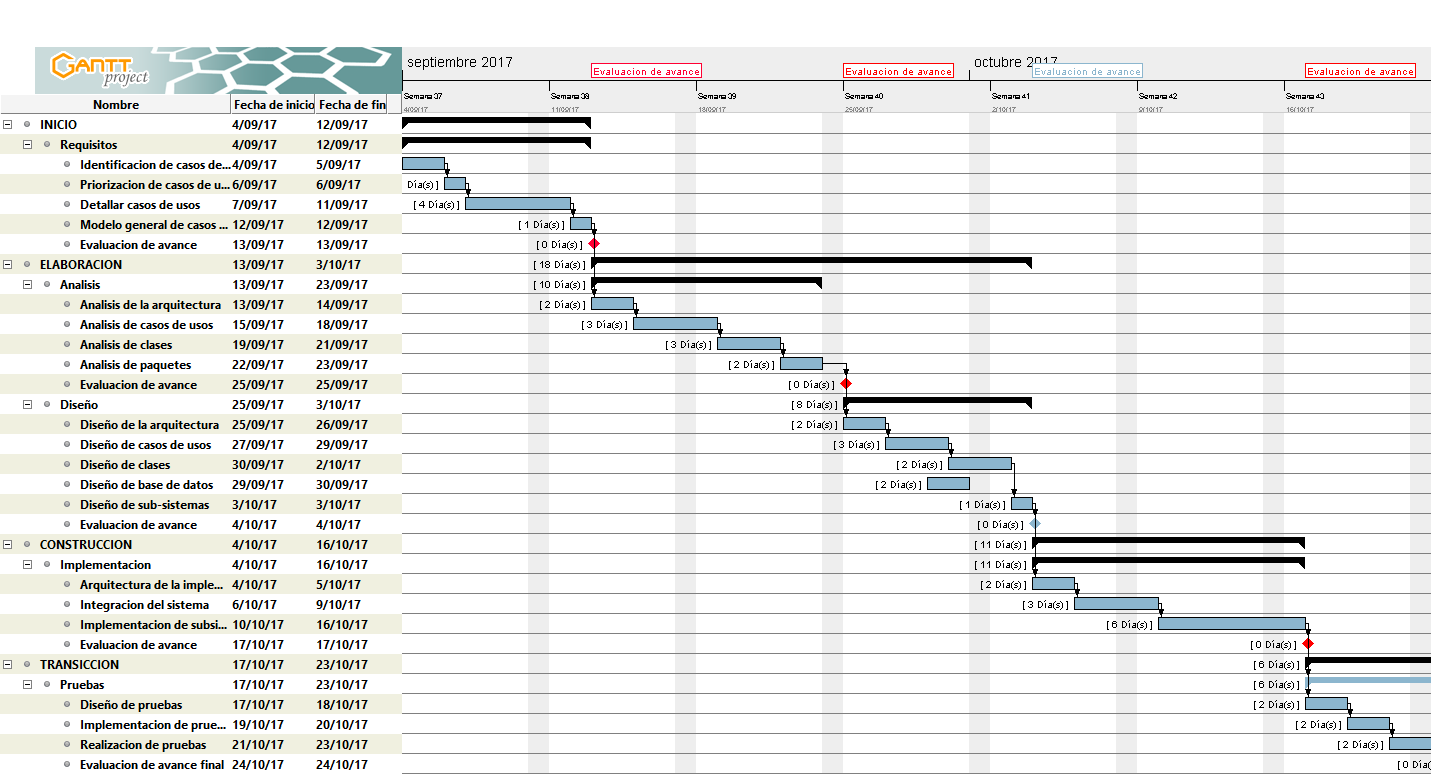 GANTT
project
septiembre 2017
octubre 2017
Evaluacion de avance
Evaluacion de avance
Evaluacion de avance
Evaluacion de avance
Semana 37
Semana 38
Semana 39
Semana 40
Semana 41
Semana 42
Semana 43
4/09/17
11/09/17
18/09/17
25/09/17
2/10/17
9/10/17
16/10/17
Nombre Fecha de inicio Fecha de fin
INICIO 4/09/17 12/09/17
Requisitos 4/09/17 12/09/17
Identificacion de casos de... 4/09/17 5/09/17
Priorizacion de casos de u... 6/09/17 6/09/17 Día(s) ]
Detallar casos de usos 7/09/17 11/09/17 [ 4 Día(s) ]
Modelo general de casos ... 12/09/17 12/09/17 [ 1 Día(s) ]
Evaluacion de avance 13/09/17 13/09/17 [ 0 Día(s) ]
ELABORACION 13/09/17 3/10/17 [ 18 Día(s) ]
Analisis 13/09/17 23/09/17 [ 10 Día(s) ]
Analisis de la arquitectura 13/09/17 14/09/17 [ 2 Día(s) ]
Analisis de casos de usos 15/09/17 18/09/17 [ 3 Día(s) ]
Analisis de clases 19/09/17 21/09/17 [ 3 Día(s) ]
Analisis de paquetes 22/09/17 23/09/17 [ 2 Día(s) ]
Evaluacion de avance 25/09/17 25/09/17 [ 0 Día(s) ]
Diseño 25/09/17 3/10/17 [ 8 Día(s) ]
Diseño de la arquitectura 25/09/17 26/09/17 [ 2 Día(s) ]
Diseño de casos de usos 27/09/17 29/09/17 [ 3 Día(s) ]
Diseño de clases 30/09/17 2/10/17 [ 2 Día(s) ]
Diseño de base de datos 29/09/17 30/09/17 [ 2 Día(s) ]
Diseño de sub-sistemas 3/10/17 3/10/17 [ 1 Día(s) ]
Evaluacion de avance 4/10/17 4/10/17 [ 0 Día(s) ]
CONSTRUCCION 4/10/17 16/10/17 [ 11 Día(s) ]
Implementacion 4/10/17 16/10/17 [ 11 Día(s) ]
Arquitectura de la imple... 4/10/17 5/10/17 [ 2 Día(s) ]
Integracion del sistema 6/10/17 9/10/17 [ 3 Día(s) ]
Implementacion de subsi... 10/10/17 16/10/17 [ 6 Día(s) ]
Evaluacion de avance 17/10/17 17/10/17 [ 0 Día(s) ]
TRANSICCION 17/10/17 23/10/17 [ 6 Día(s) ]
Pruebas 17/10/17 23/10/17 [ 6 Día(s) ]
Diseño de pruebas 17/10/17 18/10/17 [ 2 Día(s) ]
Implementacion de prue... 19/10/17 20/10/17 [ 2 Día(s) ]
Realizacion de pruebas 21/10/17 23/10/17 [ 2 Día(s) ]
Evaluacion de avance final 24/10/17 24/10/17 [ 0 Día(